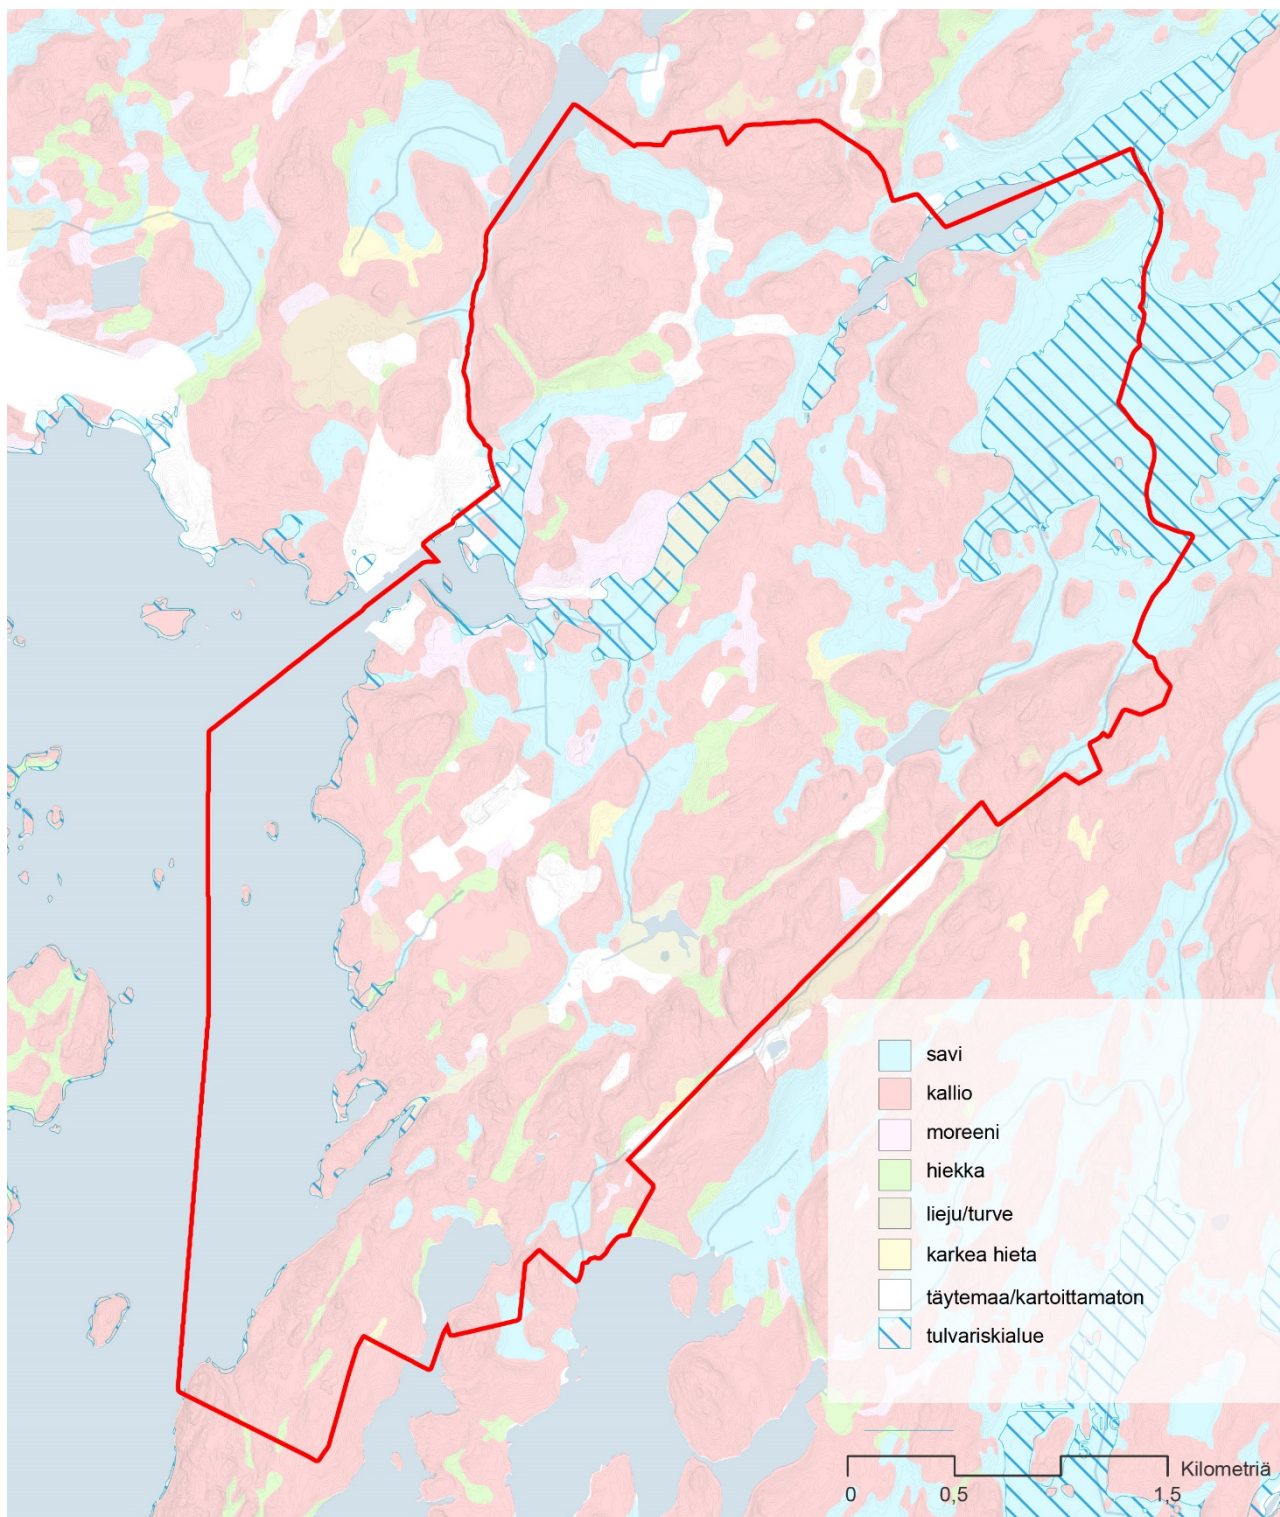 savi
kallio
moreeni
hiekka
lieju/turve
karkea hieta
täytemaa/kartoittamaton
tulvariskialue
Kilometriä
0 0,5 1,5